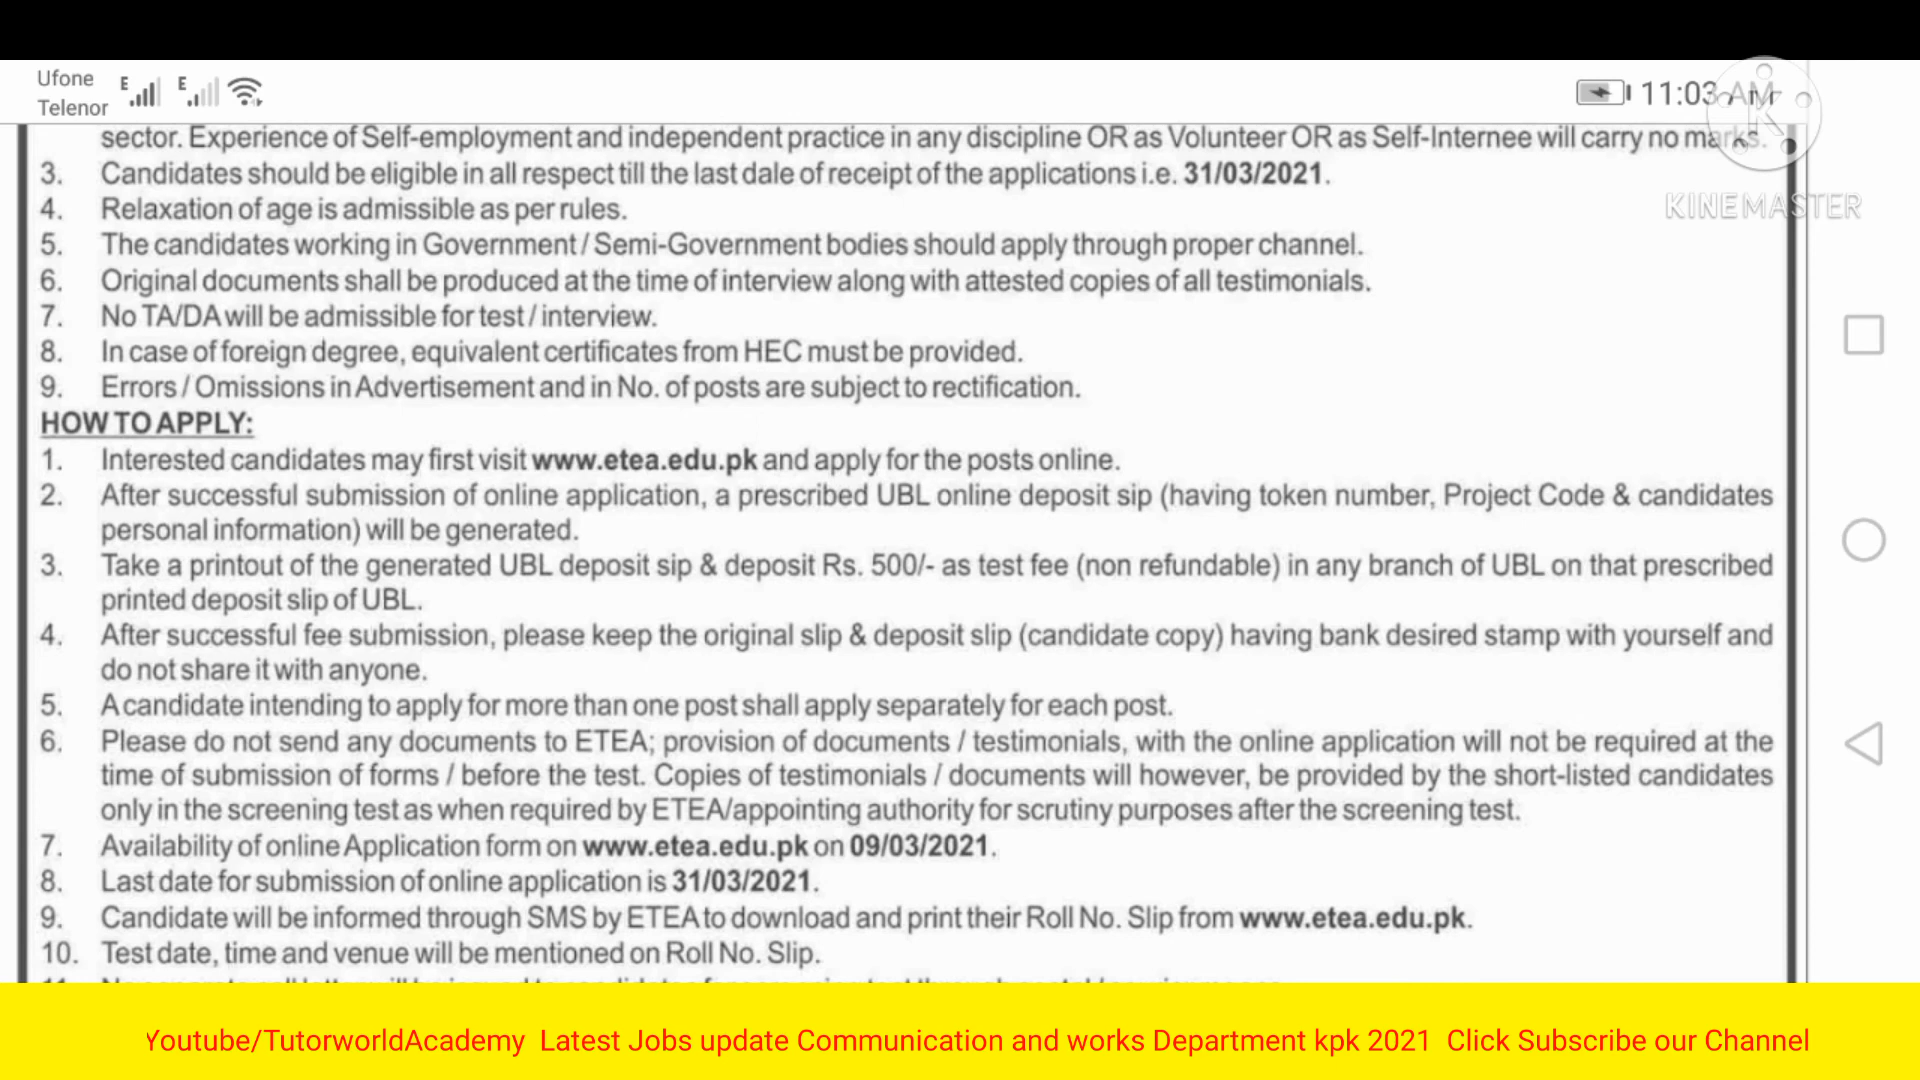 Ufone
Telenor
E E
11:03 AM
KINEMASTER
sector. Experience of Self-employment and independent practice in any discipline OR as Volunteer OR as Self-Internee will carry no marks.
3. Candidates should be eligible in all respect till the last dale of receipt of the applications i.e. 31/03/2021.
4. Relaxation of age is admissible as per rules.
5. The candidates working in Government / Semi-Government bodies should apply through proper channel.
6. Original documents shall be produced at the time of interview along with attested copies of all testimonials.
7. No TA/DA will be admissible for test / interview.
8. In case of foreign degree, equivalent certificates from HEC must be provided.
9. Errors / Omissions in Advertisement and in No. of posts are subject to rectification.
HOW TO APPLY:
1. Interested candidates may first visit www.etea.edu.pk and apply for the posts online.
2. After successful submission of online application, a prescribed UBL online deposit sip (having token number, Project Code & candidates
personal information) will be generated.
3. Take a printout of the generated UBL deposit sip & deposit Rs. 500/- as test fee (non refundable) in any branch of UBL on that prescribed
printed deposit slip of UBL.
4. After successful fee submission, please keep the original slip & deposit slip (candidate copy) having bank desired stamp with yourself and
do not share it with anyone.
5. A candidate intending to apply for more than one post shall apply separately for each post.
6. Please do not send any documents to ETEA; provision of documents / testimonials, with the online application will not be required at the
time of submission of forms / before the test. Copies of testimonials / documents will however, be provided by the short-listed candidates
only in the screening test as when required by ETEA/appointing authority for scrutiny purposes after the screening test.
7. Availability of online Application form on www.etea.edu.pk on 09/03/2021.
8. Last date for submission of online application is 31/03/2021.
9. Candidate will be informed through SMS by ETEA to download and print their Roll No. Slip from www.etea.edu.pk.
10. Test date, time and venue will be mentioned on Roll No. Slip.
Youtube/TutorworldAcademy Latest Jobs update Communication and works Department kpk 2021 Click Subscribe our Channel